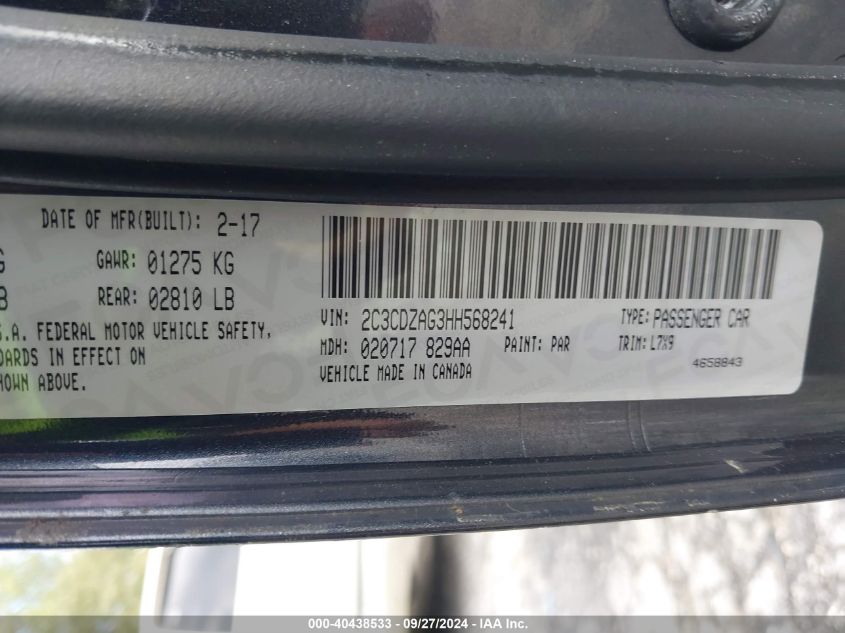 DATE OF MFR(BUILT): 2-17
G GAWR: 01275 KG
B REAR: 02810 LB
S.A. FEDERAL MOTOR VEHICLE SAFETY,
DARDS IN EFFECT ON
HOWN ABOVE.
VIN: 2C3CDZAG3HH568241 TYPE: PASSENGER CAR
MDH: 020717 829AA PAINT: PAR TRIM: L7X9
VEHICLE MADE IN CANADA 4658843
000-40438533 - 09/27/2024 - IAA Inc.